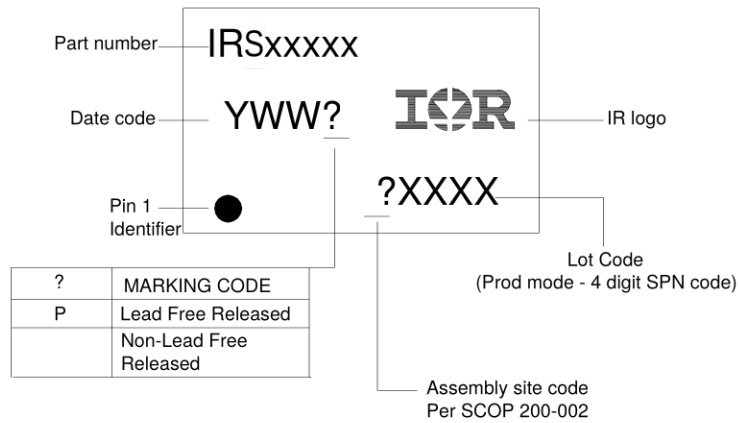 Part number
IRSxxxxx
Date code
YWW?
IOR
IR logo
?XXXX
Pin 1
Identifier
Lot Code
(Prod mode - 4 digit SPN code)
? MARKING CODE
P Lead Free Released
Non-Lead Free
Released
Assembly site code
Per SCOP 200-002